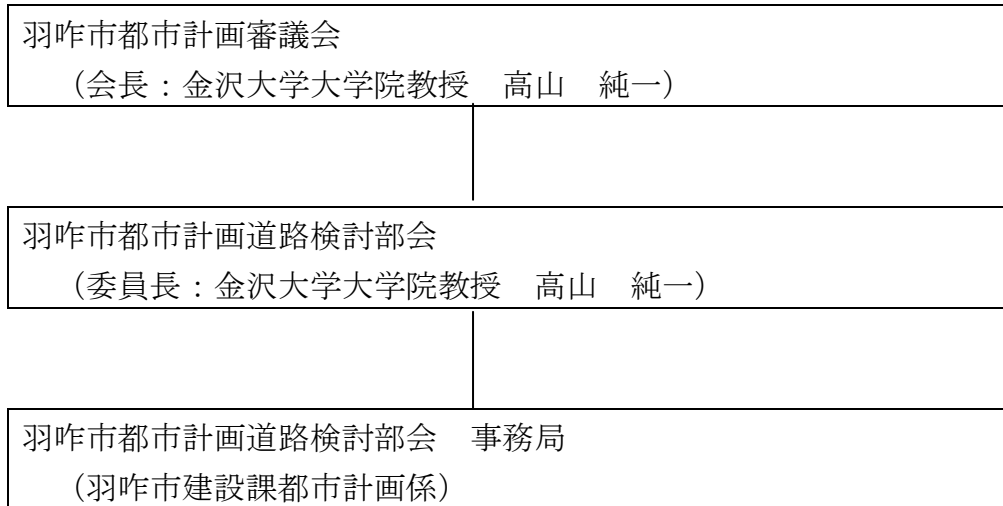 羽咋市都市計画審議会
（会長：金沢大学大学院教授　高山　純一）
羽咋市都市計画道路検討部会
（委員長：金沢大学大学院教授　高山　純一）
羽咋市都市計画道路検討部会　事務局
（羽咋市建設課都市計画係）